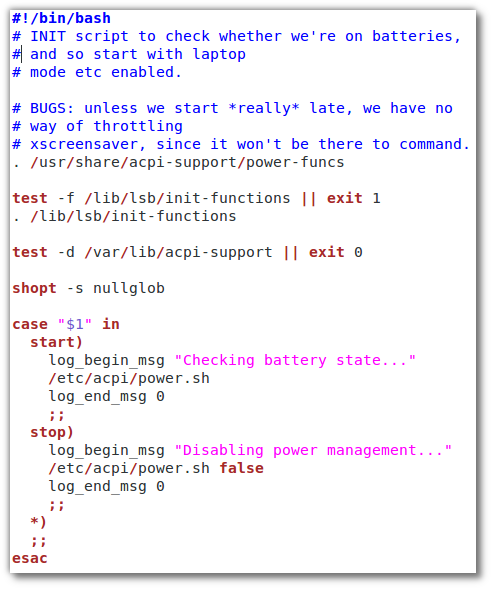 #!/bin/bash
# INIT script to check whether we're on batteries,
# and so start with laptop
# mode etc enabled.

# BUGS: unless we start *really* late, we have no
# way of throttling
# xscreensaver, since it won't be there to command.
. /usr/share/acpi-support/power-funcs

test -f /lib/lsb/init-functions || exit 1
. /lib/lsb/init-functions

test -d /var/lib/acpi-support || exit 0

shopt -s nullglob

case "$1" in
  start)
    log_begin_msg "Checking battery state..."
    /etc/acpi/power.sh
    log_end_msg 0
    ;;
  stop)
    log_begin_msg "Disabling power management..."
    /etc/acpi/power.sh false
    log_end_msg 0
    ;;
  *)
  ;;
esac